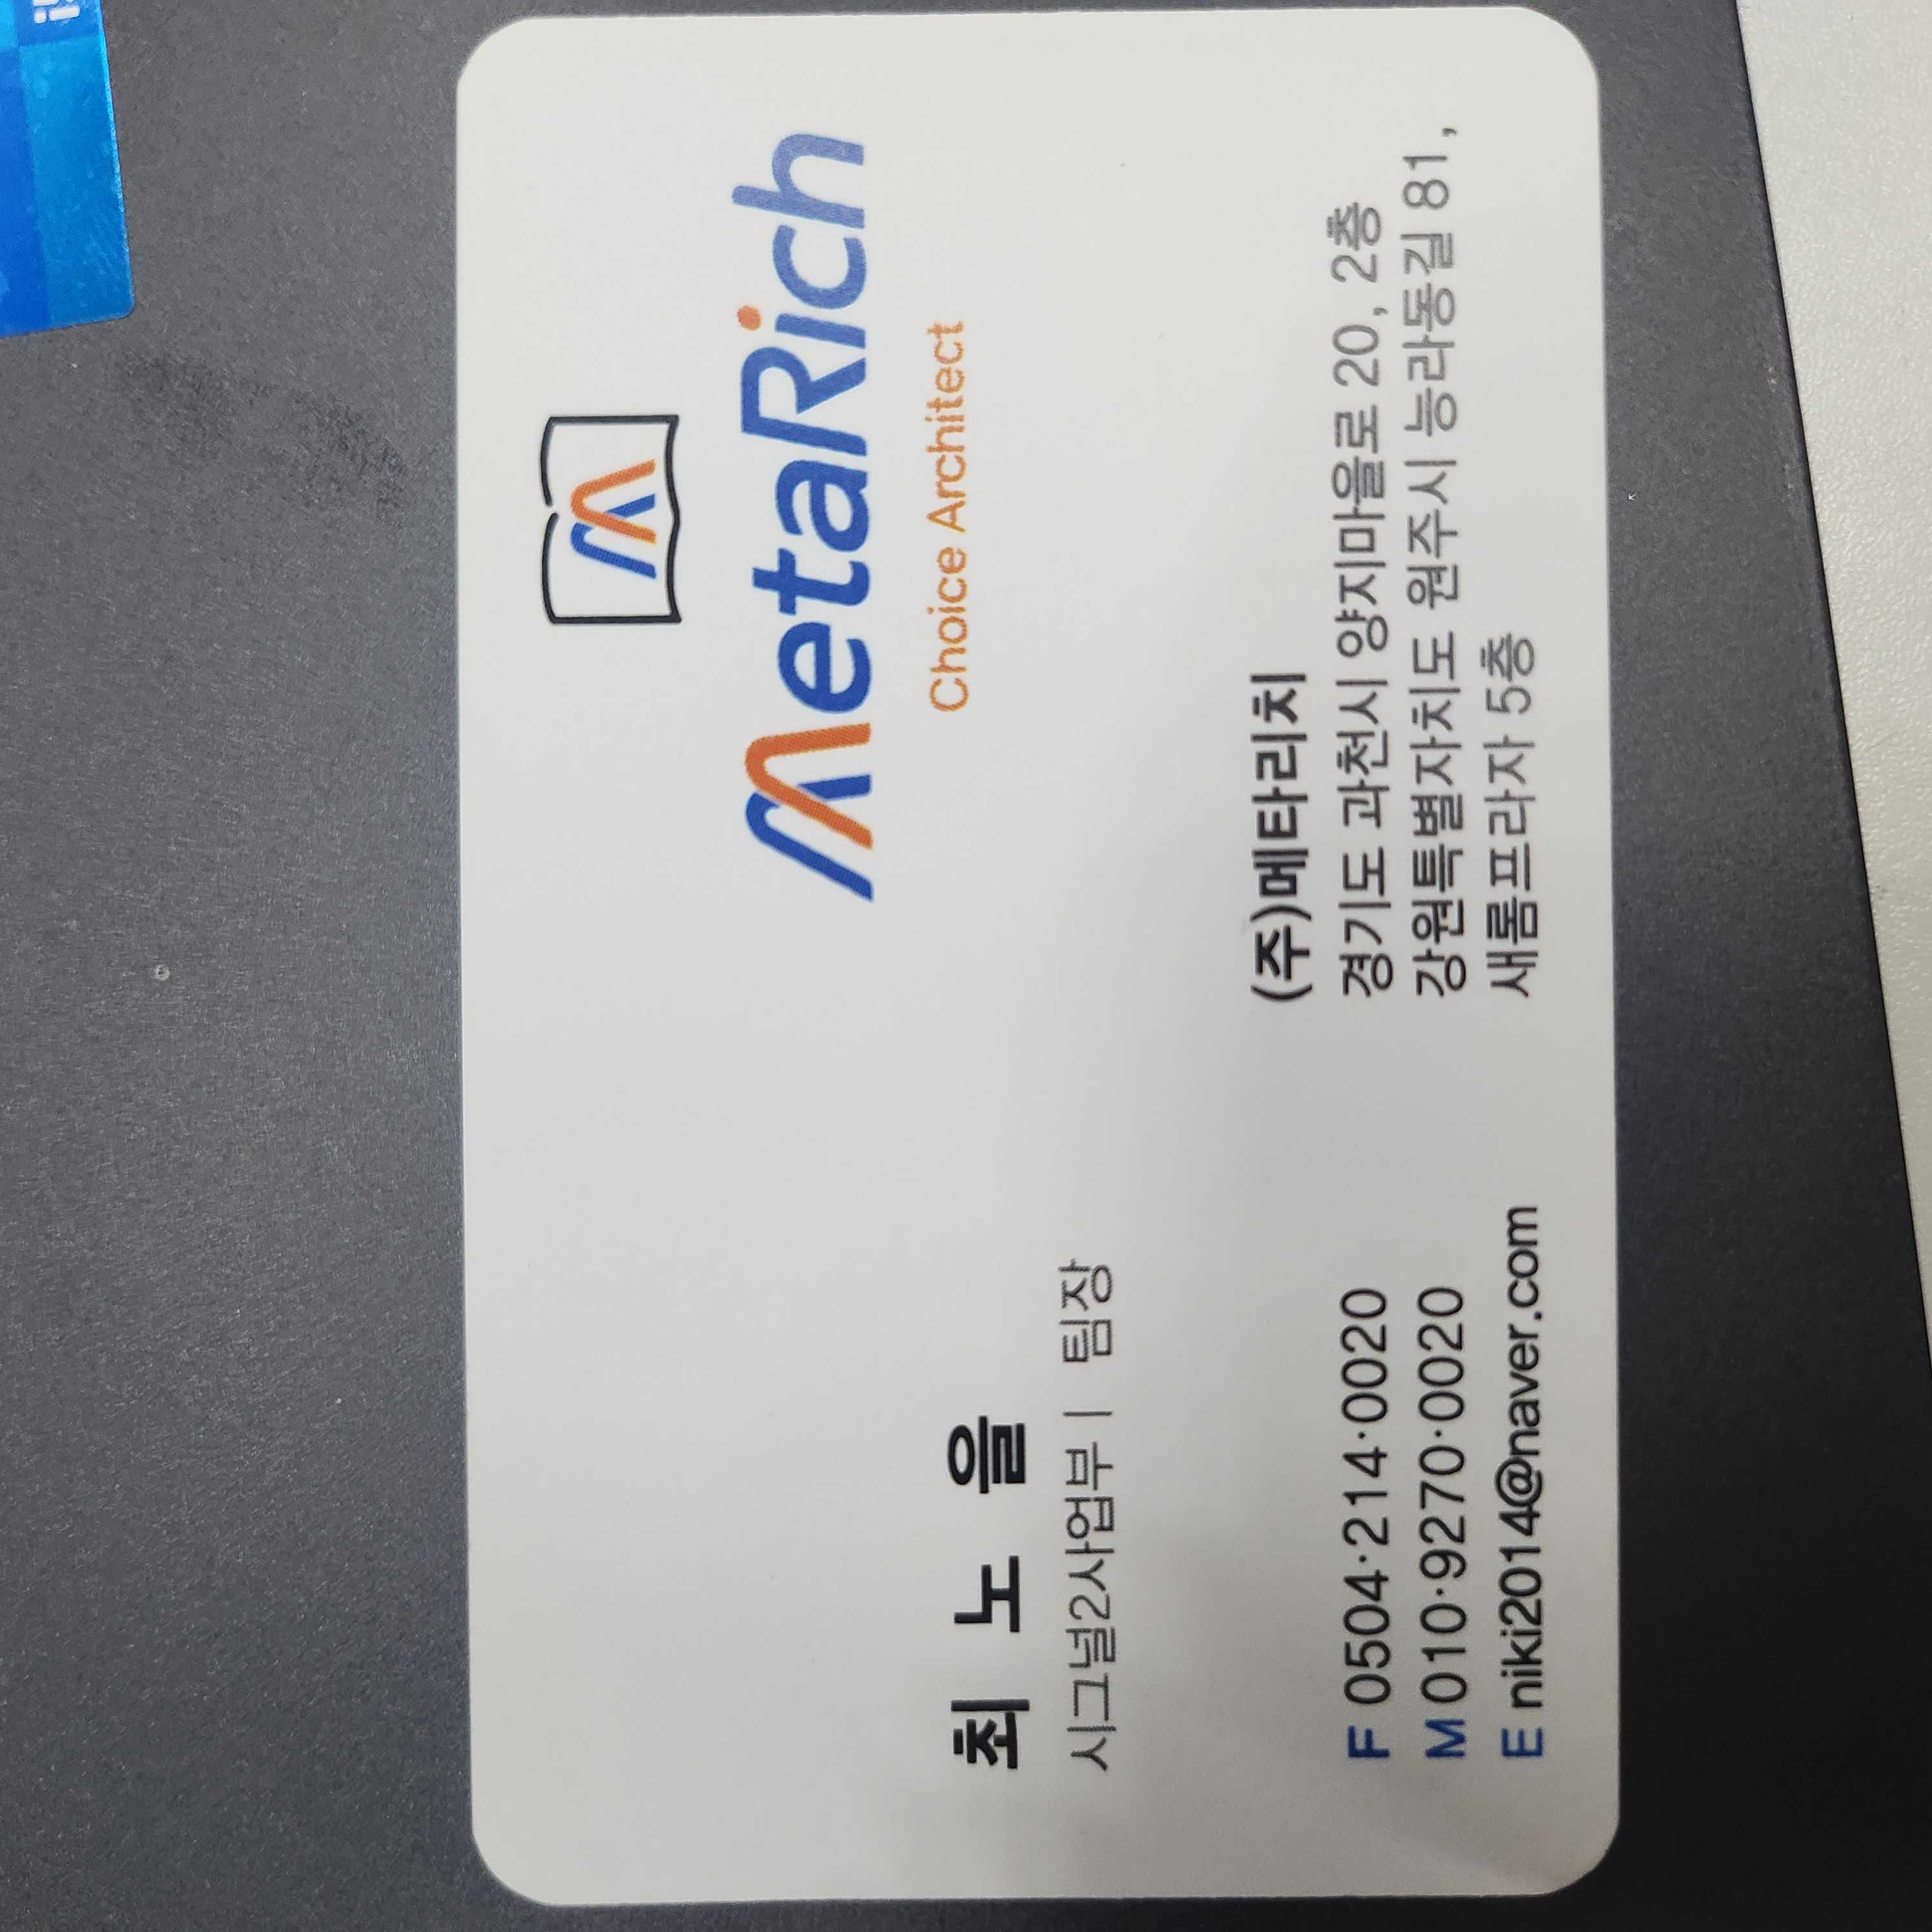 MetaRich
Choice Architect
최 노 을
시그널2사업부 | 팀장
(주)메타리치
경기도 과천시 양지마을로 20, 2층
강원특별자치도 원주시 능라동길 81,
새롬프라자 5층
F 0504·214·0020
M 010·9270·0020
E niki2014@naver.com